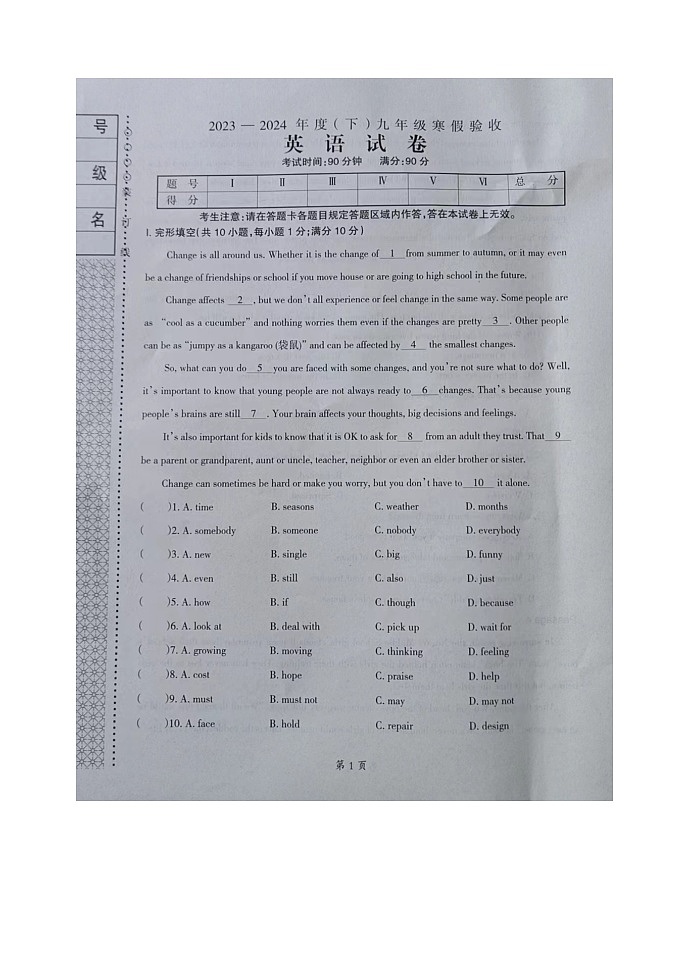 号
级
名
2023 — 2024 年度(下)九年级寒假验收
英 语 试 卷
考试时间:90分钟 满分:90分
题 号 Ⅰ Ⅱ Ⅲ Ⅳ Ⅴ Ⅵ 总 分
得 分
考生注意:请在答题卡各题目规定答题区域内作答,答在本试卷上无效。
Ⅰ. 完形填空(共10小题,每小题1分;满分10分)
Change is all around us. Whether it is the change of 1 from summer to autumn, or it may even
be a change of friendships or school if you move house or are going to high school in the future.
Change affects 2 , but we don't all experience or feel change in the same way. Some people are
as “cool as a cucumber” and nothing worries them even if the changes are pretty 3 . Other people
can be as “jumpy as a kangaroo (袋鼠)” and can be affected by 4 the smallest changes.
So, what can you do 5 you are faced with some changes, and you're not sure what to do? Well,
it's important to know that young people are not always ready to 6 changes. That's because young
people's brains are still 7 . Your brain affects your thoughts, big decisions and feelings.
It's also important for kids to know that it is OK to ask for 8 from an adult they trust. That 9
be a parent or grandparent, aunt or uncle, teacher, neighbor or even an elder brother or sister.
Change can sometimes be hard or make you worry, but you don't have to 10 it alone.
( )1. A. time B. seasons C. weather D. months
( )2. A. somebody B. someone C. nobody D. everybody
( )3. A. new B. single C. big D. funny
( )4. A. even B. still C. also D. just
( )5. A. how B. if C. though D. because
( )6. A. look at B. deal with C. pick up D. wait for
( )7. A. growing B. moving C. thinking D. feeling
( )8. A. cost B. hope C. praise D. help
( )9. A. must B. must not C. may D. may not
( )10. A. face B. hold C. repair D. design
第 1 页